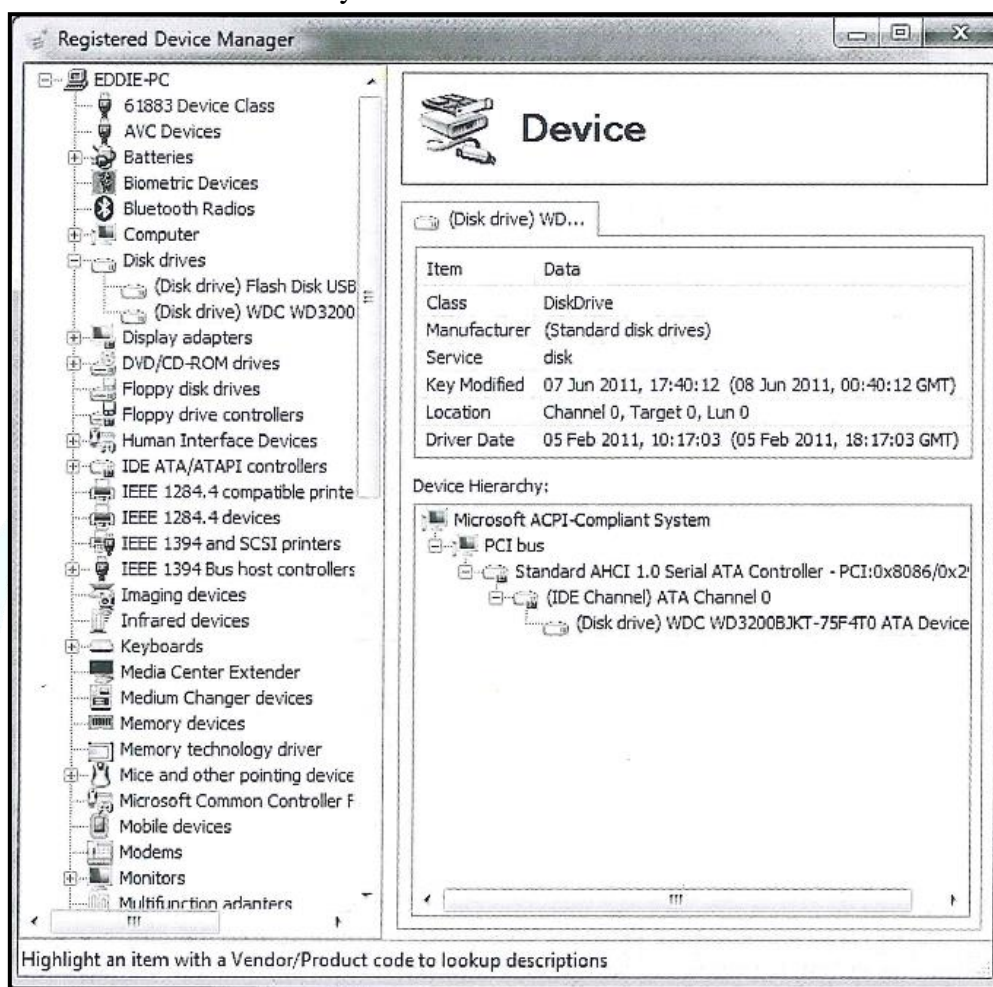 Registered Device Manager
EDDIE-PC
61883 Device Class
AVC Devices
Batteries
Biometric Devices
Bluetooth Radios
Computer
Disk drives
(Disk drive) Flash Disk USB
(Disk drive) WDC WD3200
Display adapters
DVD/CD-ROM drives
Floppy disk drives
Floppy drive controllers
Human Interface Devices
IDE ATA/ATAPI controllers
IEEE 1284.4 compatible printe
IEEE 1284.4 devices
IEEE 1394 and SCSI printers
IEEE 1394 Bus host controllers
Imaging devices
Infrared devices
Keyboards
Media Center Extender
Medium Changer devices
Memory devices
Memory technology driver
Mice and other pointing device
Microsoft Common Controller F
Mobile devices
Modems
Monitors
Multifunction adapters
Device
(Disk drive) WD...
Item Data
Class DiskDrive
Manufacturer (Standard disk drives)
Service disk
Key Modified 07 Jun 2011, 17:40:12 (08 Jun 2011, 00:40:12 GMT)
Location Channel 0, Target 0, Lun 0
Driver Date 05 Feb 2011, 10:17:03 (05 Feb 2011, 18:17:03 GMT)
Device Hierarchy:
Microsoft ACPI-Compliant System
PCI bus
Standard AHCI 1.0 Serial ATA Controller - PCI:0x8086/0x2
(IDE Channel) ATA Channel 0
(Disk drive) WDC WD3200BJKT-75F4T0 ATA Device
Highlight an item with a Vendor/Product code to lookup descriptions